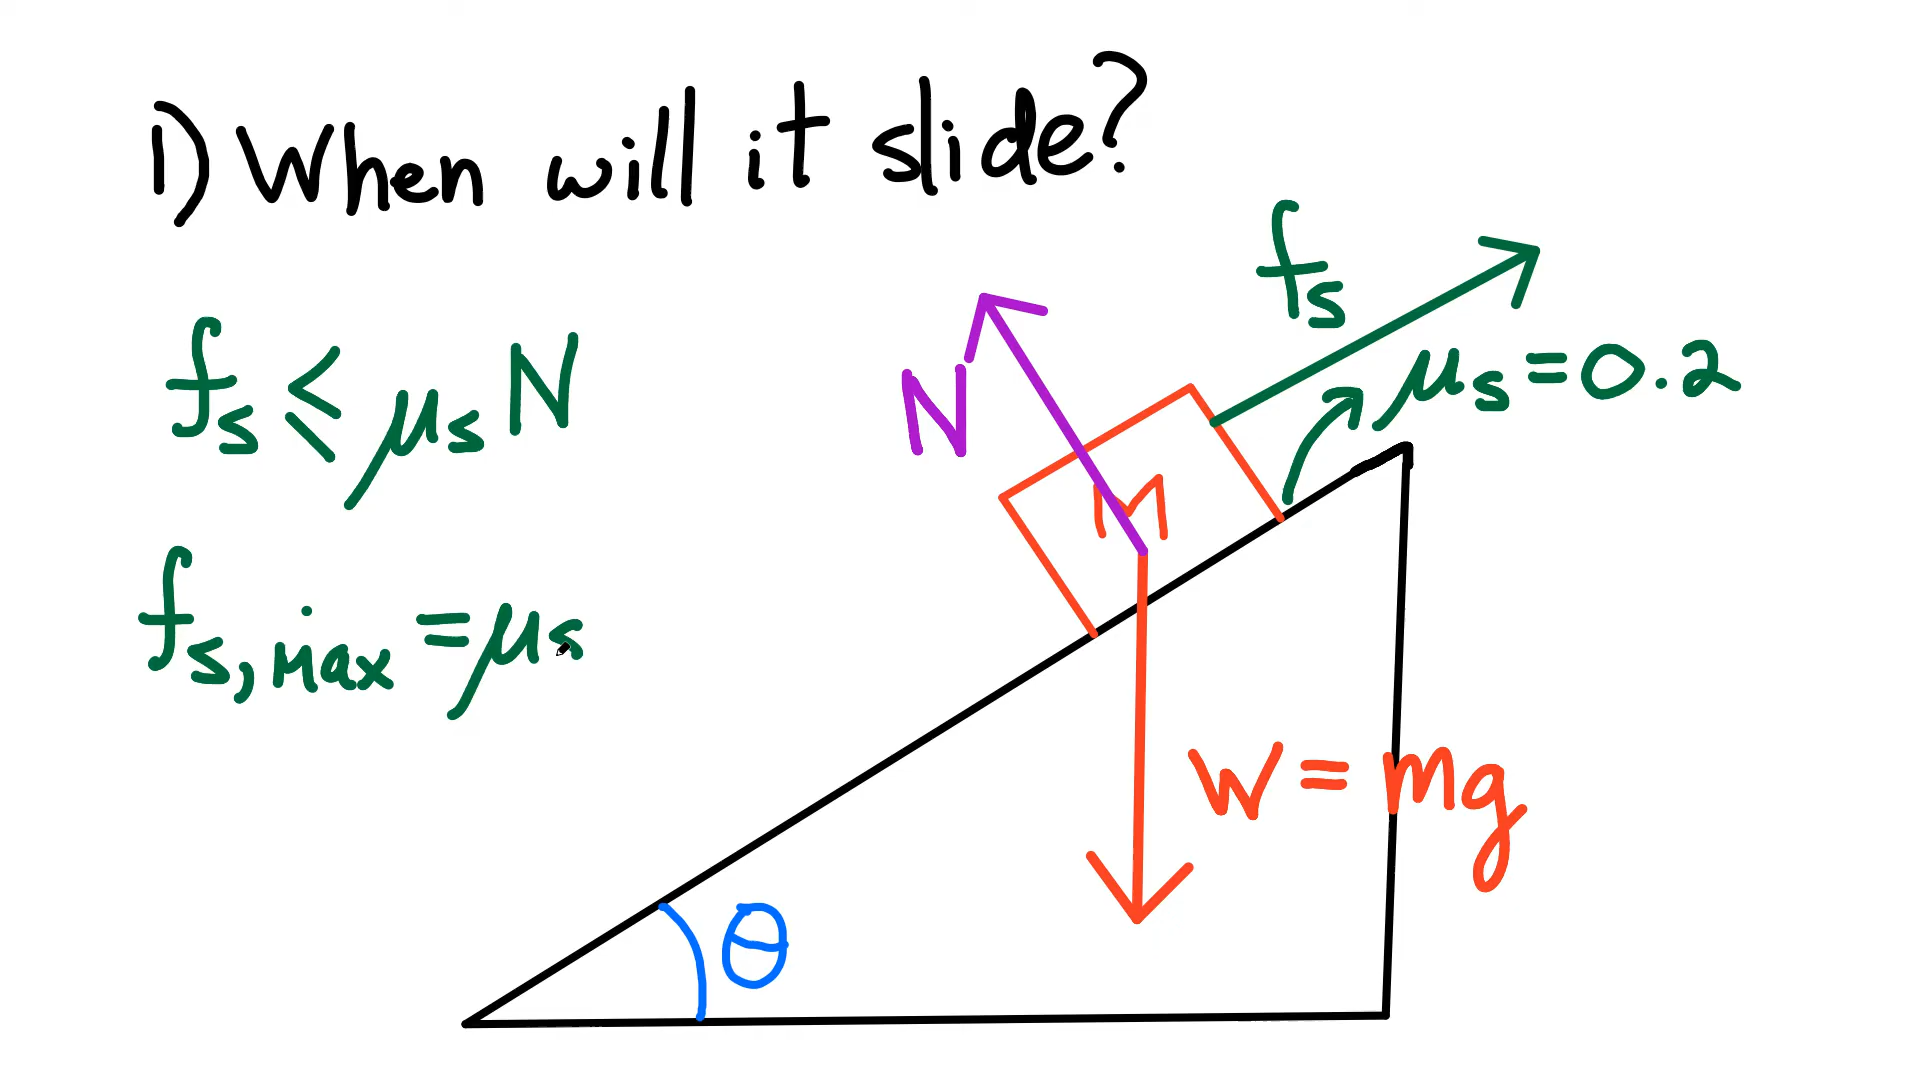 1) When will it slide?
fs
N
μs = 0.2
fs ≤ μs N
M
fs, max = μs
W = mg
θ